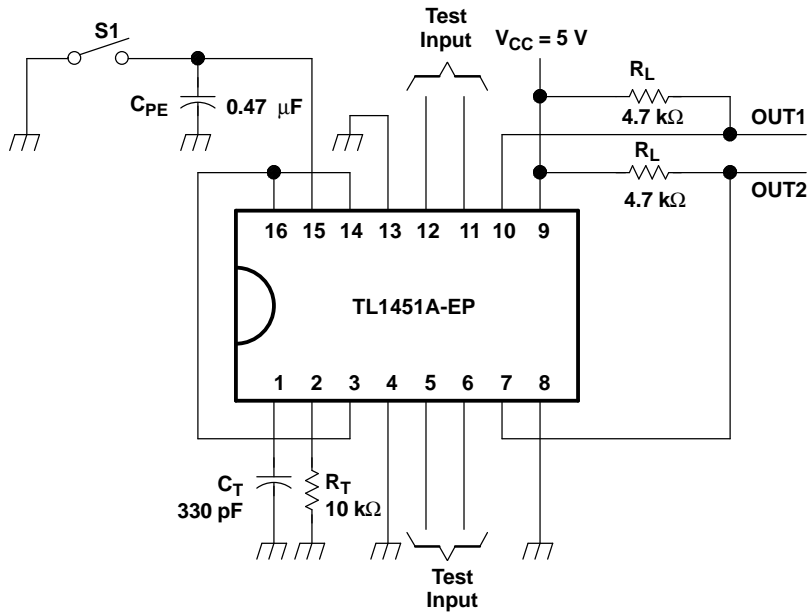 S1
Test
Input
VCC = 5 V
RL
4.7 kΩ
OUT1
CPE
0.47 μF
RL
4.7 kΩ
OUT2
16 15 14 13 12 11 10 9
TL1451A-EP
1 2 3 4 5 6 7 8
CT
330 pF
RT
10 kΩ
Test
Input